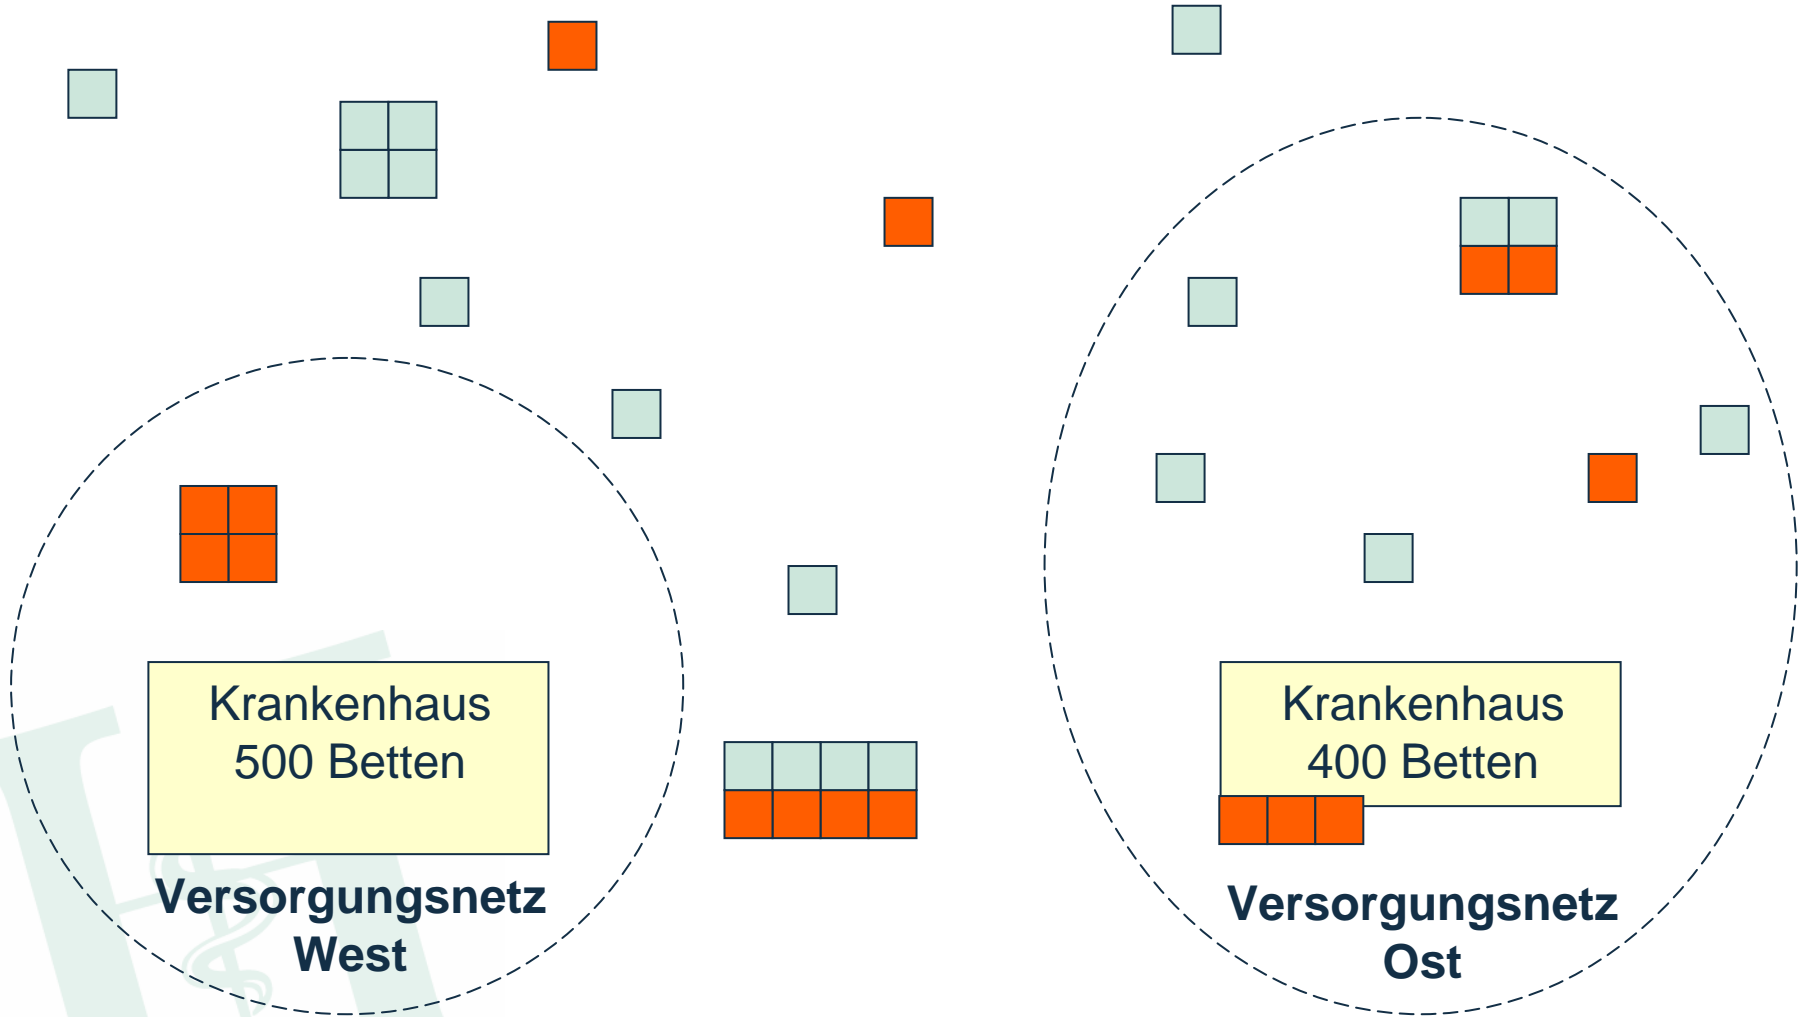 Krankenhaus
500 Betten
Versorgungsnetz
West
Krankenhaus
400 Betten
Versorgungsnetz
Ost